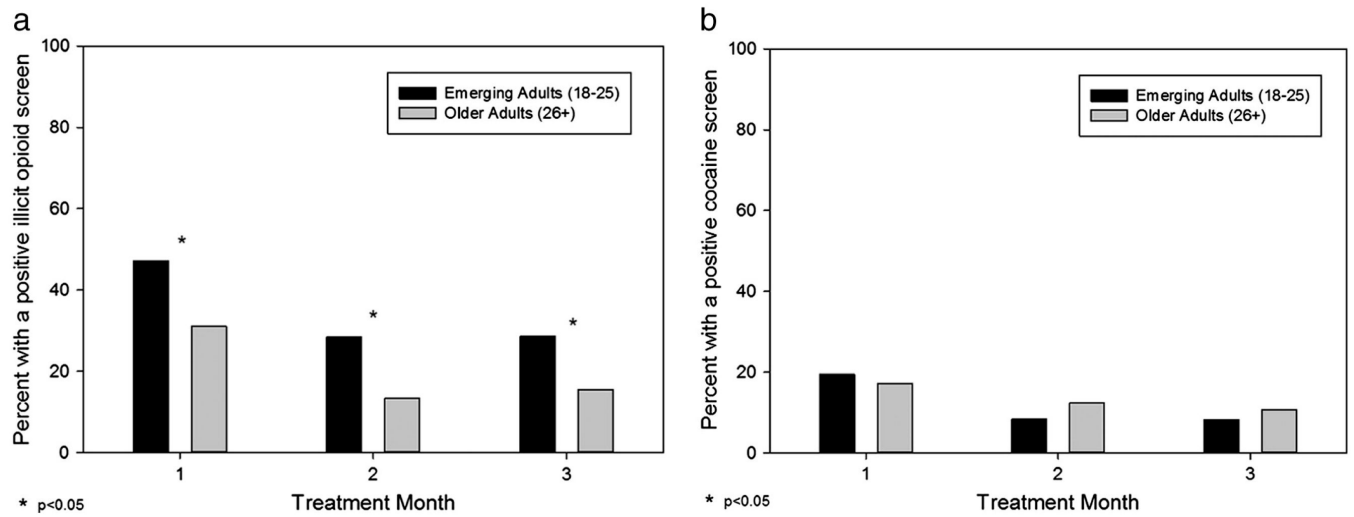 a
Percent with a positive illicit opioid screen
100
80
60
40
20
0
Emerging Adults (18-25)
Older Adults (26+)
*
*
*
1
2
3
Treatment Month
* p<0.05
b
Percent with a positive cocaine screen
100
80
60
40
20
0
Emerging Adults (18-25)
Older Adults (26+)
1
2
3
Treatment Month
* p<0.05